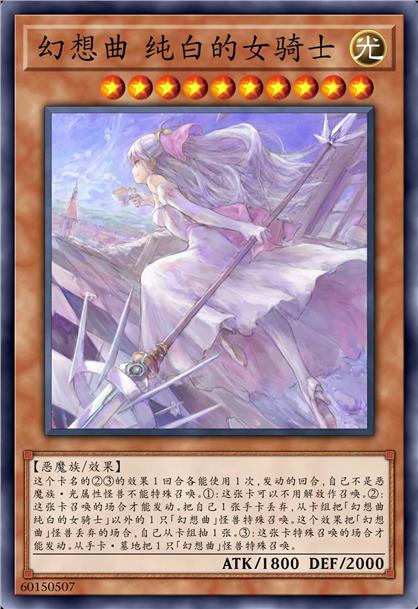 幻想曲 纯白的女骑士
光
【恶魔族/效果】
这个卡名的②③的效果1回合各能使用1次,发动的回合,自己不是恶
魔族·光属性怪兽不能特殊召唤。①:这张卡可以不用解放作召唤。②:
这张卡召唤的场合才能发动。把自己1张手卡丢弃,从卡组把「幻想曲
纯白的女骑士」以外的1只「幻想曲」怪兽特殊召唤。这个效果把「幻想
曲」怪兽丢弃的场合,自己从卡组抽1张。③:这张卡特殊召唤的场合才
能发动。从手卡·墓地把1只「幻想曲」怪兽特殊召唤。
ATK/1800 DEF/2000
60150507